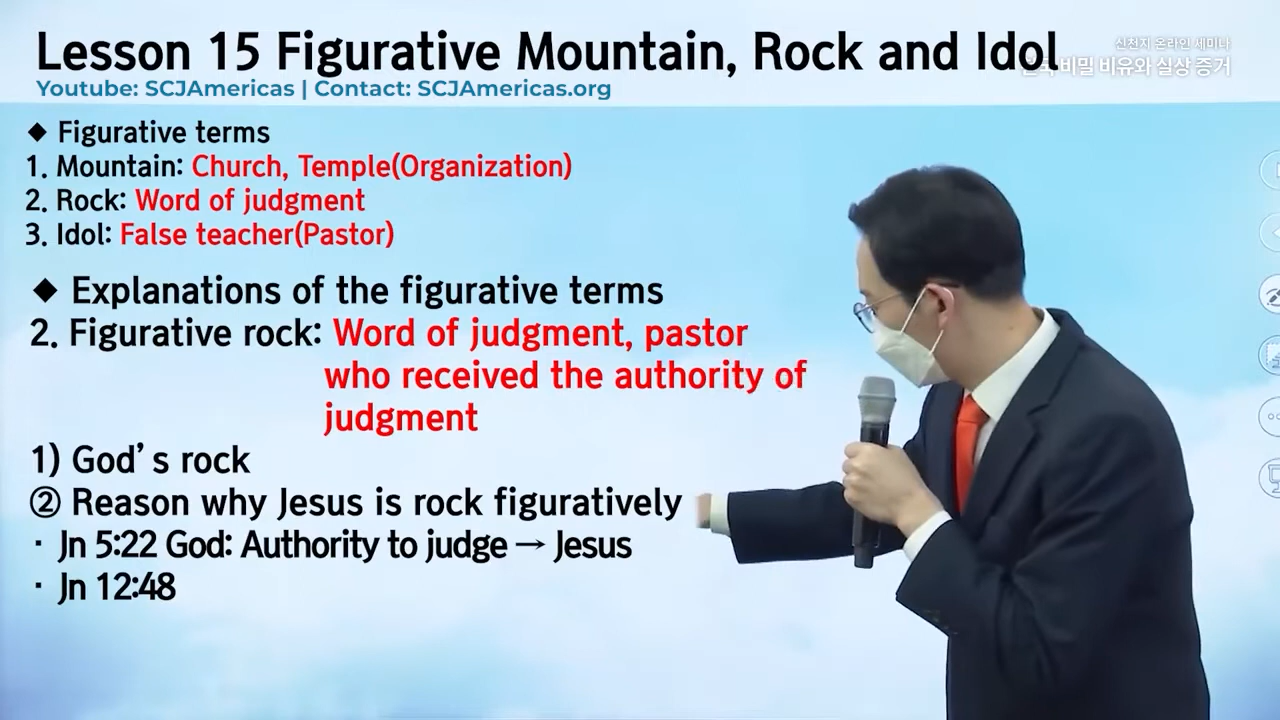 Lesson 15 Figurative Mountain, Rock and Idol
신천지 온라인 세미나
비밀 비유와 실상 증거
Youtube: SCJAmericas | Contact: SCJAmericas.org
◆ Figurative terms
1. Mountain: Church, Temple(Organization)
2. Rock: Word of judgment
3. Idol: False teacher(Pastor)
◆ Explanations of the figurative terms
2. Figurative rock: Word of judgment, pastor
who received the authority of
judgment
1) God's rock
② Reason why Jesus is rock figuratively
· Jn 5:22 God: Authority to judge → Jesus
· Jn 12:48